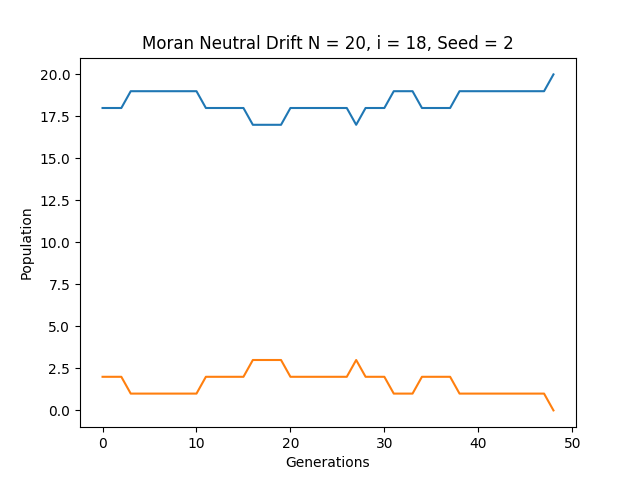 Moran Neutral Drift N = 20, i = 18, Seed = 2
20.0
17.5
15.0
12.5
10.0
7.5
5.0
2.5
0.0
Population
0 10 20 30 40 50
Generations